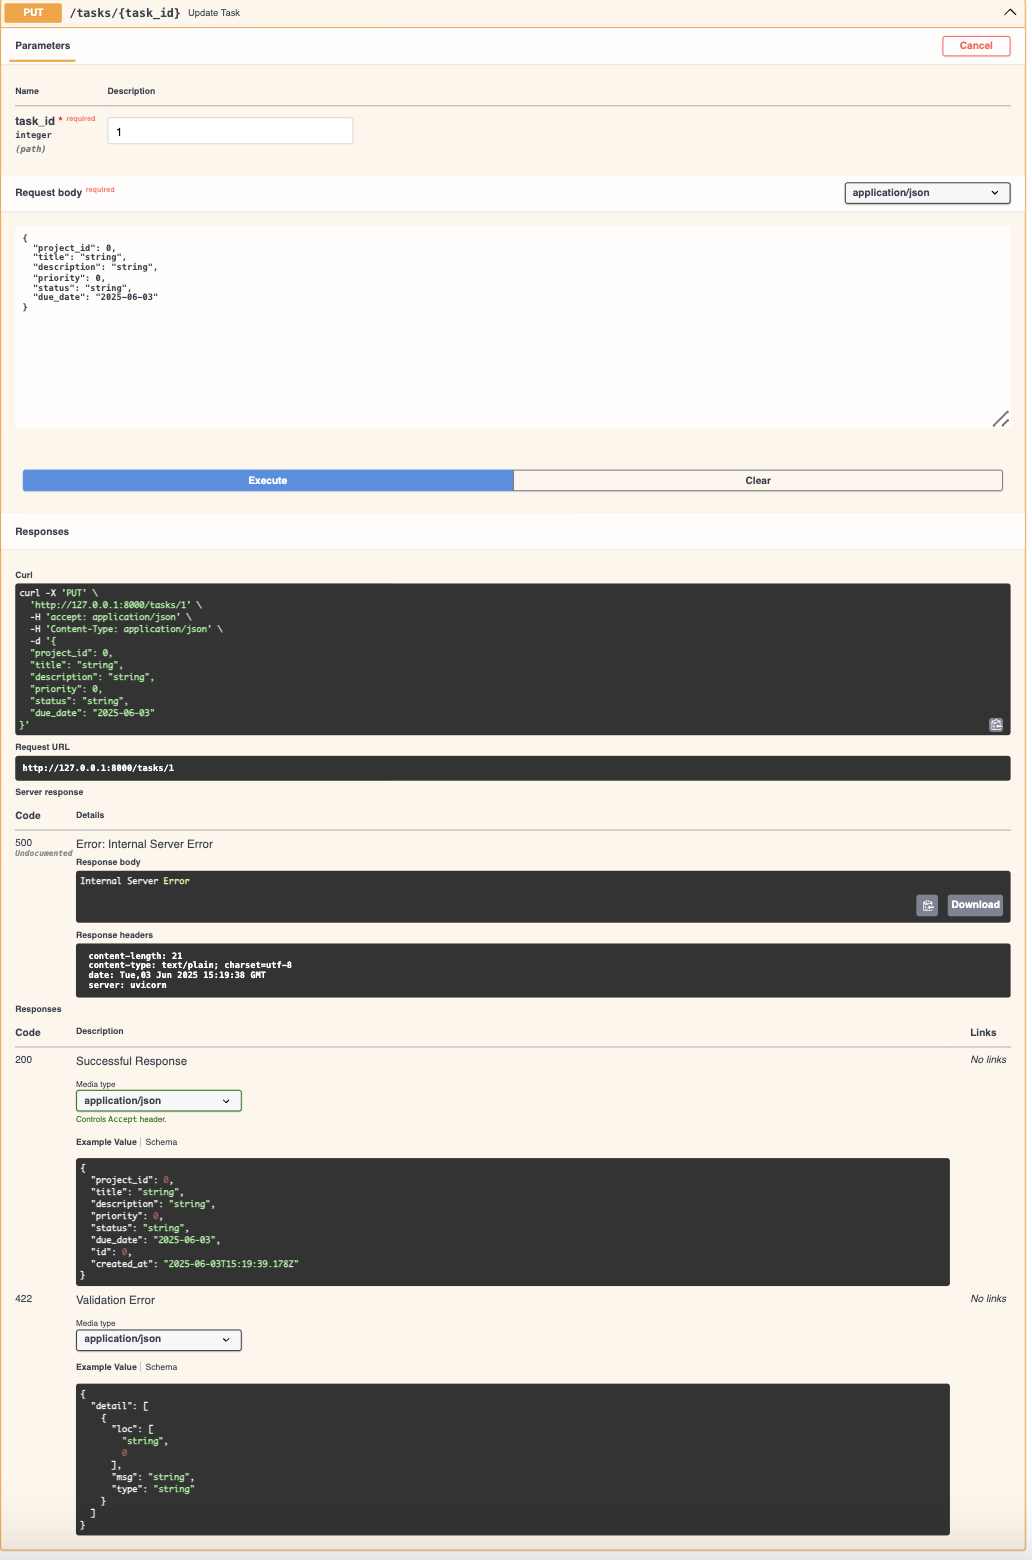 PUT /tasks/{task_id} Update Task
Parameters
Cancel
Name Description
task_id * required
integer
(path)
1
Request body required
application/json
{
  "project_id": 0,
  "title": "string",
  "description": "string",
  "priority": 0,
  "status": "string",
  "due_date": "2025-06-03"
}
Execute Clear
Responses
Curl
curl -X 'PUT' \
  'http://127.0.0.1:8000/tasks/1' \
  -H 'accept: application/json' \
  -H 'Content-Type: application/json' \
  -d '{
  "project_id": 0,
  "title": "string",
  "description": "string",
  "priority": 0,
  "status": "string",
  "due_date": "2025-06-03"
}'
Request URL
http://127.0.0.1:8000/tasks/1
Server response
Code Details
500 Error: Internal Server Error
Undocumented
Response body
Internal Server Error
Download
Response headers
content-length: 21
content-type: text/plain; charset=utf-8
date: Tue,03 Jun 2025 15:19:38 GMT
server: uvicorn
Responses
Code Description Links
200 Successful Response No links
Media type
application/json
Controls Accept header.
Example Value | Schema
{
  "project_id": 0,
  "title": "string",
  "description": "string",
  "priority": 0,
  "status": "string",
  "due_date": "2025-06-03",
  "id": 0,
  "created_at": "2025-06-03T15:19:39.178Z"
}
422 Validation Error No links
Media type
application/json
Example Value | Schema
{
  "detail": [
    {
      "loc": [
        "string",
        0
      ],
      "msg": "string",
      "type": "string"
    }
  ]
}